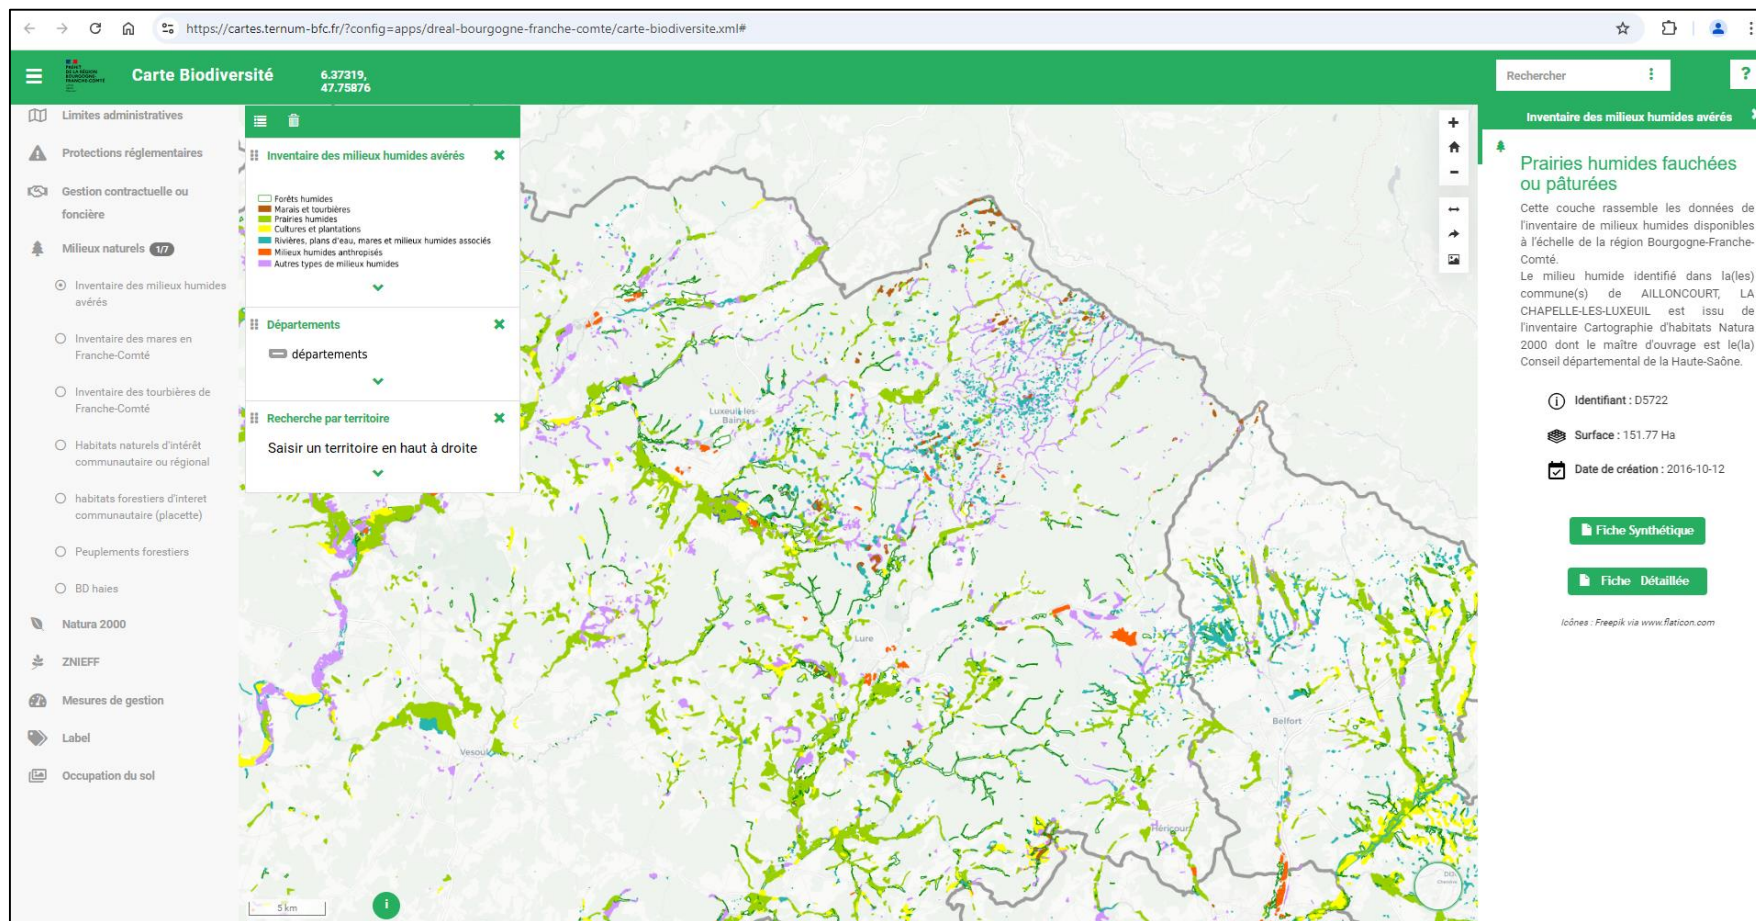 https://cartes.ternum-bfc.fr/?config=apps/dreal-bourgogne-franche-comte/carte-biodiversite.xml#
PRÉFET
DE LA RÉGION
BOURGOGNE-
FRANCHE-COMTÉ
Carte Biodiversité
6.37319,
47.75876
Rechercher
?
Limites administratives
Protections réglementaires
Gestion contractuelle ou
foncière
Milieux naturels 1/7
Inventaire des milieux humides
avérés
Inventaire des mares en
Franche-Comté
Inventaire des tourbières de
Franche-Comté
Habitats naturels d'intérêt
communautaire ou régional
habitats forestiers d'interet
communautaire (placette)
Peuplements forestiers
BD haies
Natura 2000
ZNIEFF
Mesures de gestion
Label
Occupation du sol
Inventaire des milieux humides avérés
Forêts humides
Marais et tourbières
Prairies humides
Cultures et plantations
Rivières, plans d'eau, mares et milieux humides associés
Milieux humides anthropisés
Autres types de milieux humides
Départements
départements
Recherche par territoire
Saisir un territoire en haut à droite
Luxeuil-les-
Bains
Lure
Vesoul
Belfort
Héricourt
5 km
i
Inventaire des milieux humides avérés
Prairies humides fauchées
ou pâturées
Cette couche rassemble les données de
l'inventaire de milieux humides disponibles
à l'échelle de la région Bourgogne-Franche-
Comté.
Le milieu humide identifié dans la(les)
commune(s) de AILLONCOURT, LA
CHAPELLE-LES-LUXEUIL est issu de
l'inventaire Cartographie d'habitats Natura
2000 dont le maître d'ouvrage est le(la)
Conseil départemental de la Haute-Saône.
Identifiant : D5722
Surface : 151.77 Ha
Date de création : 2016-10-12
Fiche Synthétique
Fiche Détaillée
Icônes : Freepik via www.flaticon.com